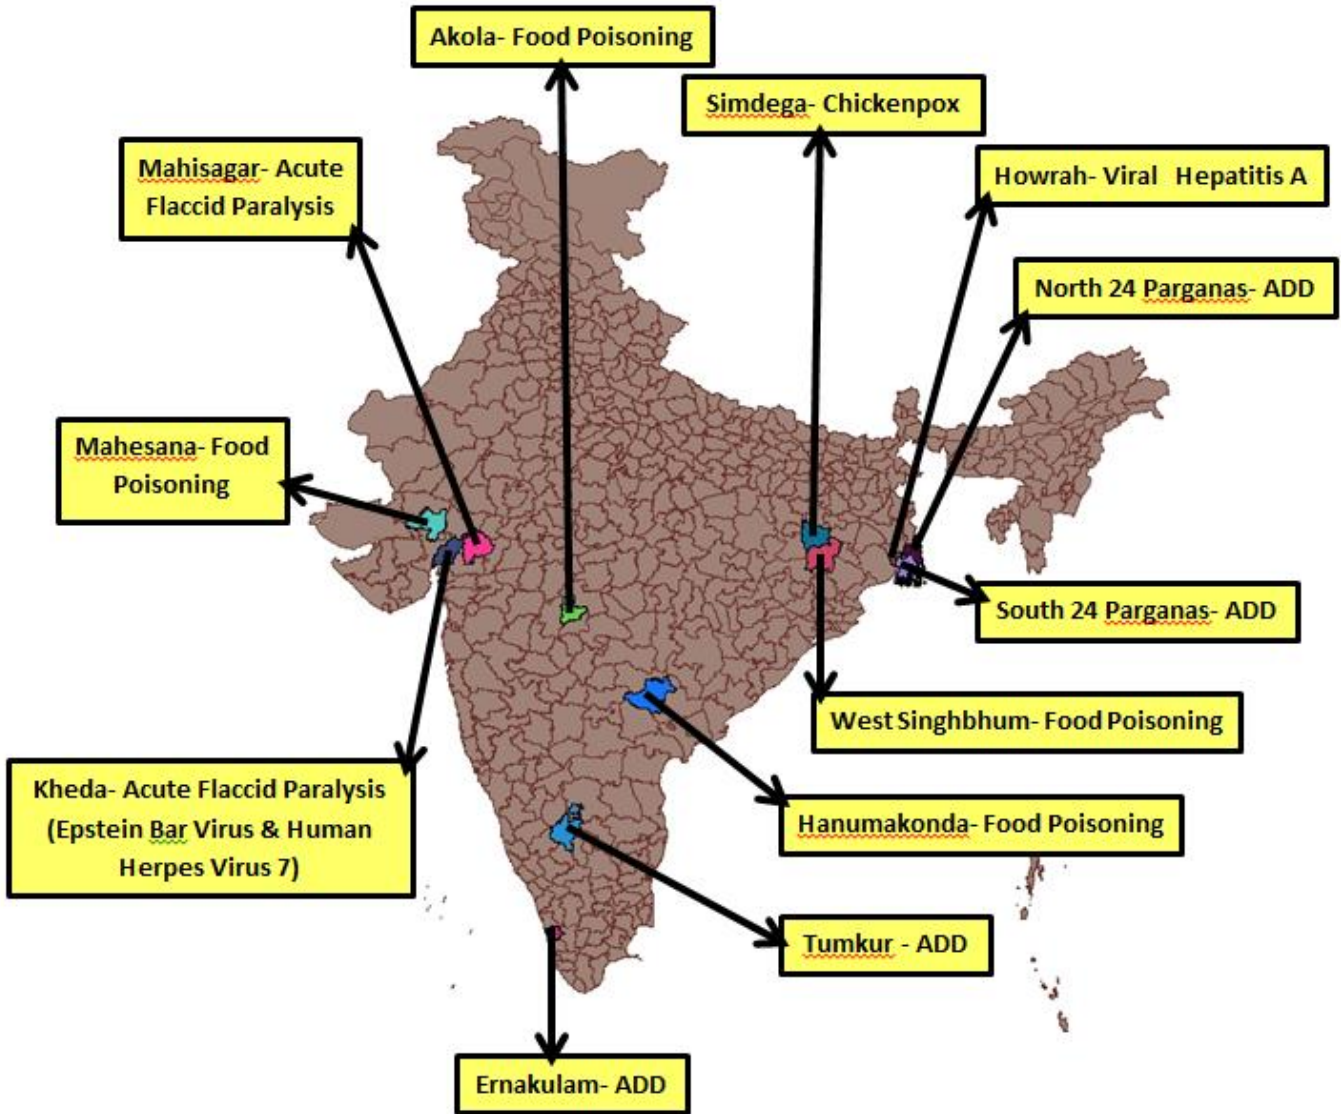 Akola- Food Poisoning
Simdega- Chickenpox
Mahisagar- Acute
Flaccid Paralysis
Howrah- Viral Hepatitis A
North 24 Parganas- ADD
Mahesana- Food
Poisoning
South 24 Parganas- ADD
West Singhbhum- Food Poisoning
Kheda- Acute Flaccid Paralysis
(Epstein Bar Virus & Human
Herpes Virus 7)
Hanumakonda- Food Poisoning
Tumkur - ADD
Ernakulam- ADD